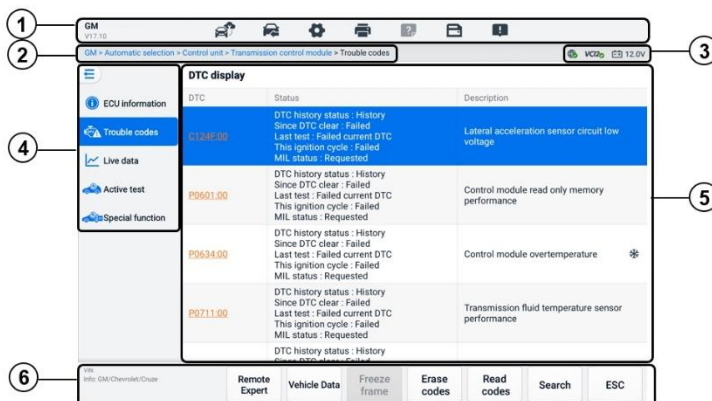 1
GM
V17.10
2
GM > Automatic selection > Control unit > Transmission control module > Trouble codes
VCI 12.0V
3
DTC display
4
ECU information
Trouble codes
Live data
Active test
Special function
DTC Status Description
C124F:00
DTC history status : History
Since DTC clear : Failed
Last test : Failed current DTC
This ignition cycle : Failed
MIL status : Requested
Lateral acceleration sensor circuit low
voltage
P0601:00
DTC history status : History
Since DTC clear : Failed
Last test : Failed current DTC
This ignition cycle : Failed
MIL status : Requested
Control module read only memory
performance
5
P0634:00
DTC history status : History
Since DTC clear : Failed
Last test : Failed current DTC
This ignition cycle : Failed
MIL status : Requested
Control module overtemperature
P0711:00
DTC history status : History
Since DTC clear : Failed
Last test : Failed current DTC
This ignition cycle : Failed
MIL status : Requested
Transmission fluid temperature sensor
performance
DTC history status : History
Since DTC clear : Failed
6
VIN
Info: GM/Chevrolet/Cruze
Remote
Expert
Vehicle Data
Freeze
frame
Erase
codes
Read
codes
Search
ESC